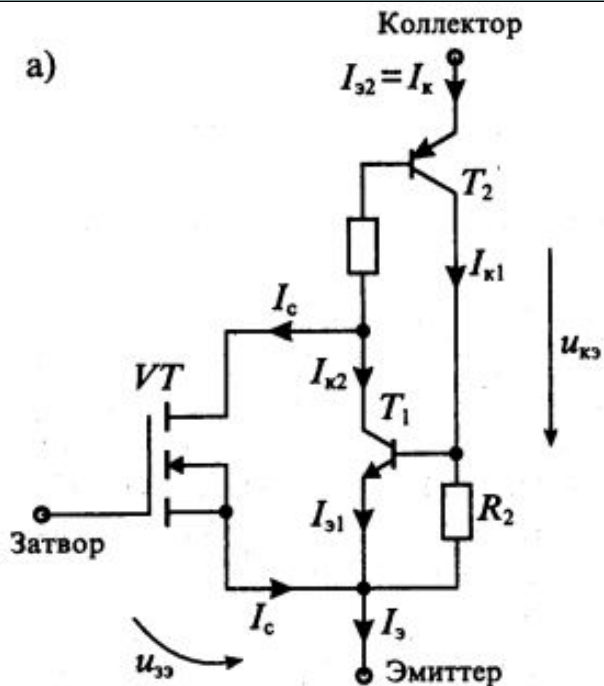 Коллектор
а)
Iэ2=Iк
T2
Iк1
Iс
uкэ
VT
Iк2
T1
Iэ1
R2
Затвор
Iс
Iэ
uзэ
Эмиттер